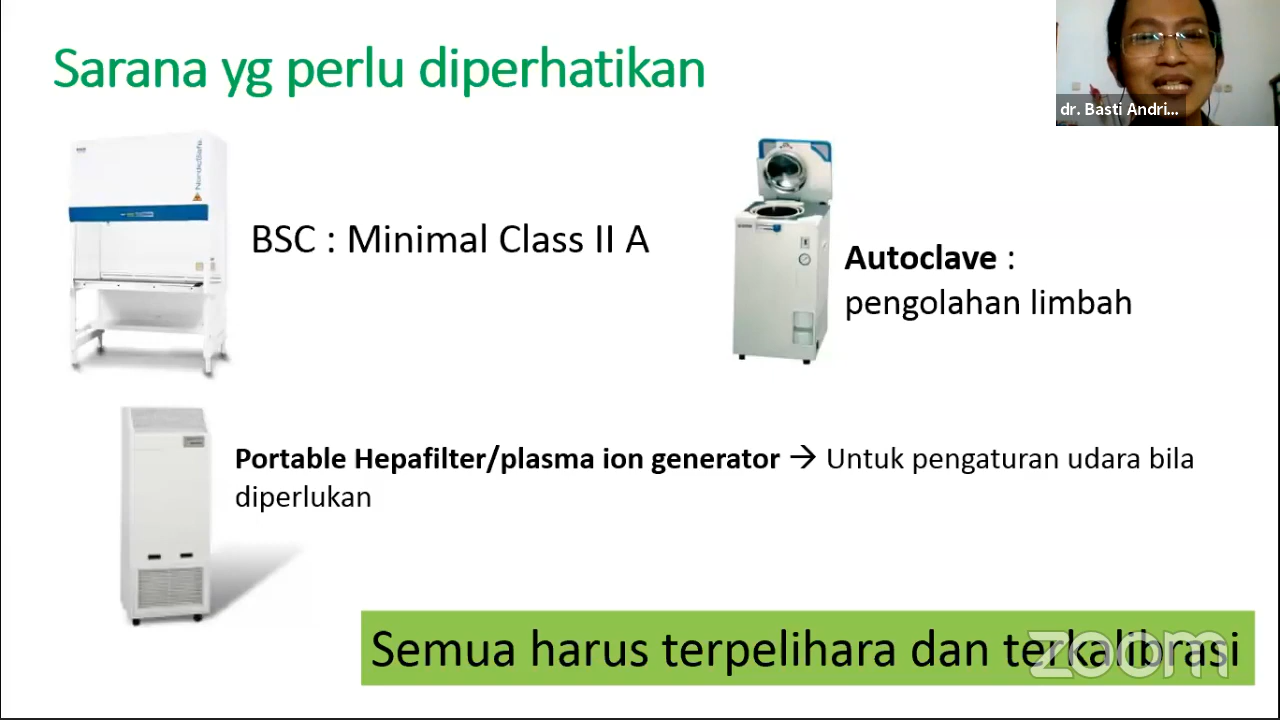 Sarana yg perlu diperhatikan
dr. Basti Andri...
NordicSafe
BSC : Minimal Class II A
Autoclave :
pengolahan limbah
Portable Hepafilter/plasma ion generator → Untuk pengaturan udara bila
diperlukan
Semua harus terpelihara dan terkalibrasi
zoom